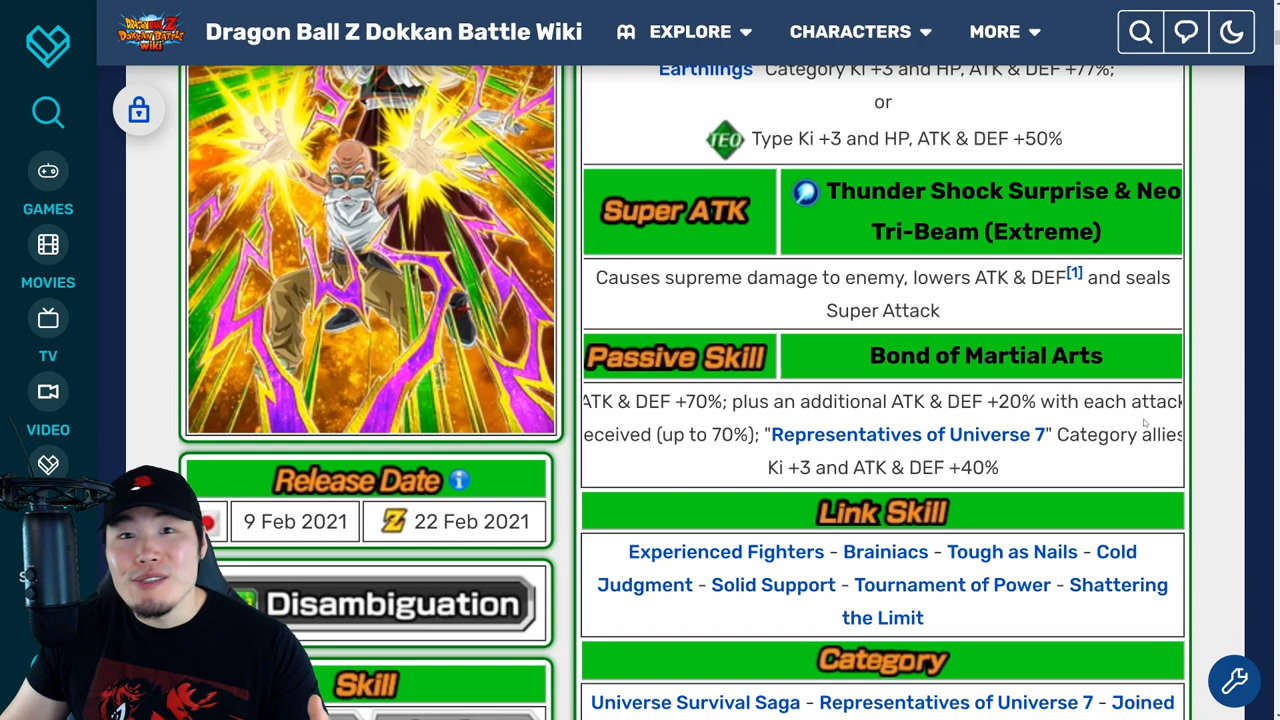 Dragon Ball Z Dokkan Battle Wiki
EXPLORE
CHARACTERS
MORE
GAMES
MOVIES
TV
VIDEO
Earthlings" Category Ki +3 and HP, ATK & DEF +77%;
or
TEQ Type Ki +3 and HP, ATK & DEF +50%
Super ATK
Thunder Shock Surprise & Neo
Tri-Beam (Extreme)
Causes supreme damage to enemy, lowers ATK & DEF[1] and seals
Super Attack
Passive Skill
Bond of Martial Arts
ATK & DEF +70%; plus an additional ATK & DEF +20% with each attack
eceived (up to 70%); "Representatives of Universe 7" Category allies
Ki +3 and ATK & DEF +40%
Link Skill
Experienced Fighters - Brainiacs - Tough as Nails - Cold
Judgment - Solid Support - Tournament of Power - Shattering
the Limit
Category
Universe Survival Saga - Representatives of Universe 7 - Joined
Release Date
9 Feb 2021
Z 22 Feb 2021
Disambiguation
Skill